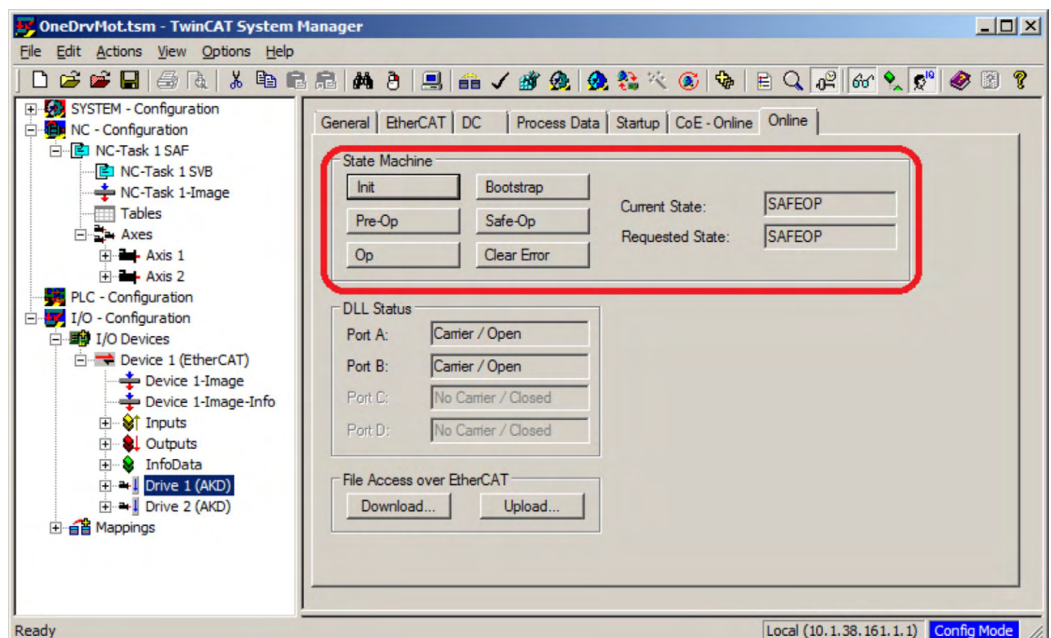 OneDrvMot.tsm - TwinCAT System Manager
File Edit Actions View Options Help
SYSTEM - Configuration
NC - Configuration
NC-Task 1 SAF
NC-Task 1 SVB
NC-Task 1-Image
Tables
Axes
Axis 1
Axis 2
PLC - Configuration
I/O - Configuration
I/O Devices
Device 1 (EtherCAT)
Device 1-Image
Device 1-Image-Info
Inputs
Outputs
InfoData
Drive 1 (AKD)
Drive 2 (AKD)
Mappings
General EtherCAT DC Process Data Startup CoE - Online Online
State Machine
Init Bootstrap
Pre-Op Safe-Op
Op Clear Error
Current State: SAFEOP
Requested State: SAFEOP
DLL Status
Port A: Carrier / Open
Port B: Carrier / Open
Port C: No Carrier / Closed
Port D: No Carrier / Closed
File Access over EtherCAT
Download... Upload...
Ready Local (10.1.38.161.1.1) Config Mode